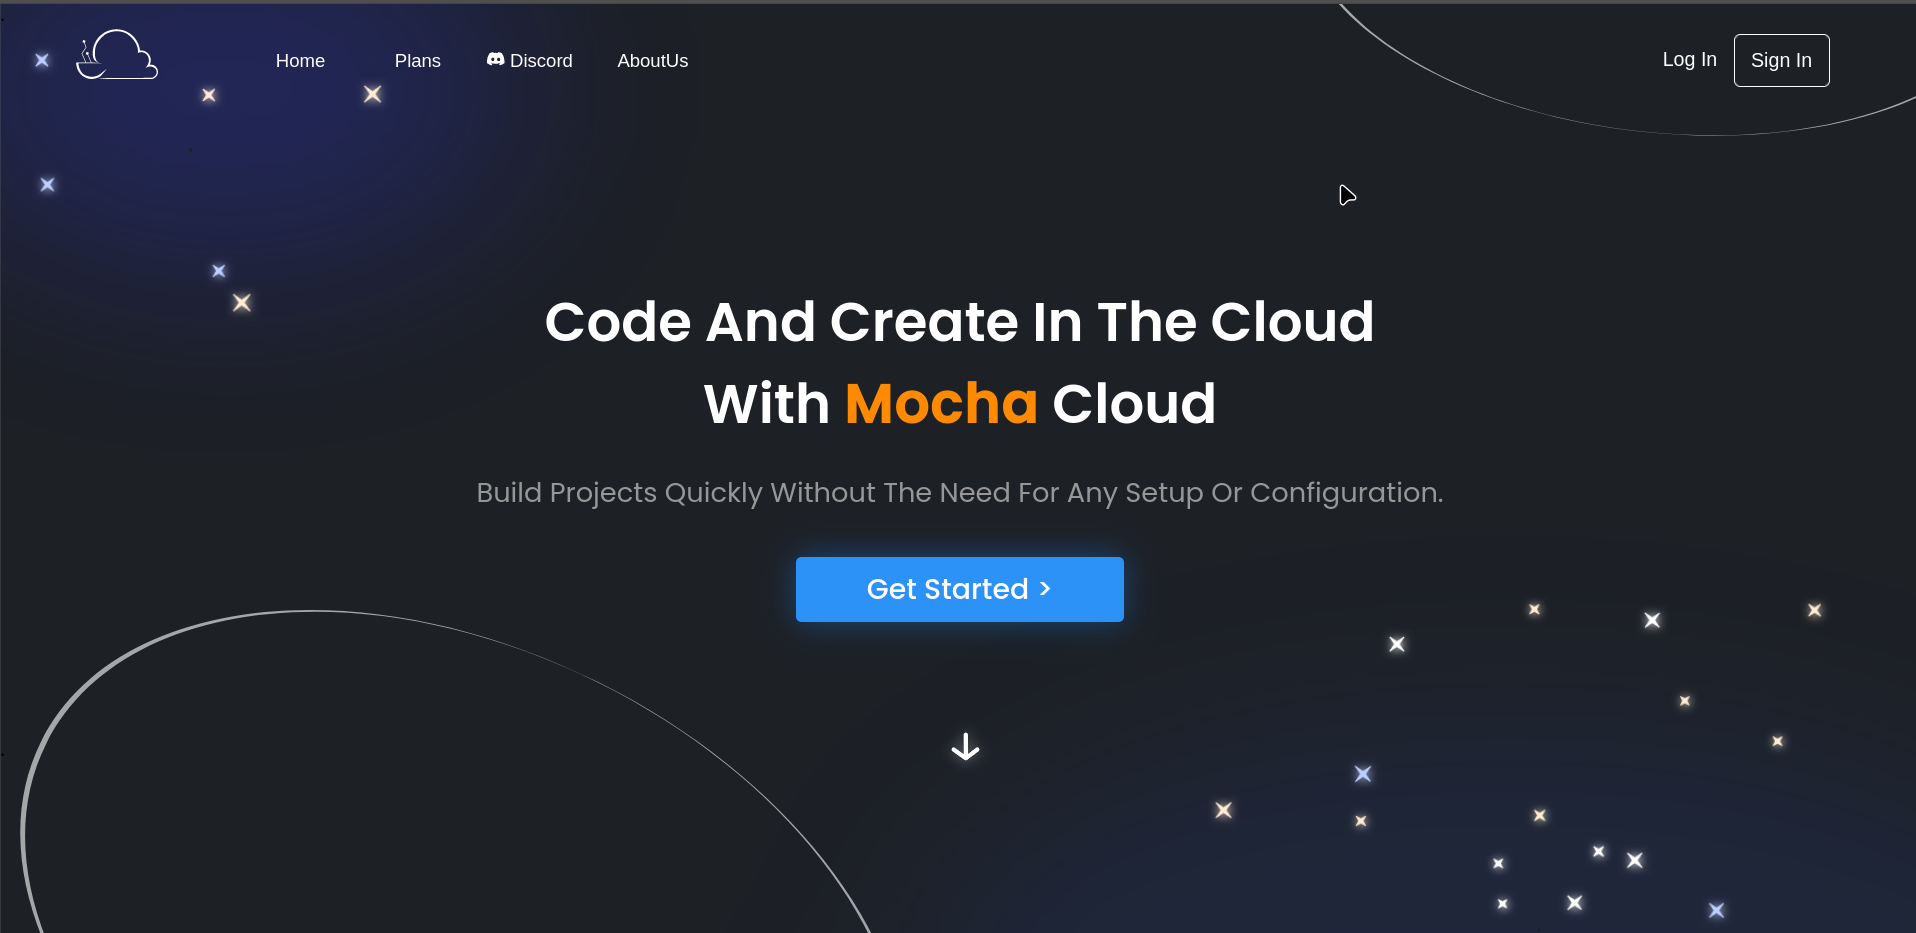 Home Plans Discord AboutUs Log In Sign In
Code And Create In The Cloud
With Mocha Cloud
Build Projects Quickly Without The Need For Any Setup Or Configuration.
Get Started >